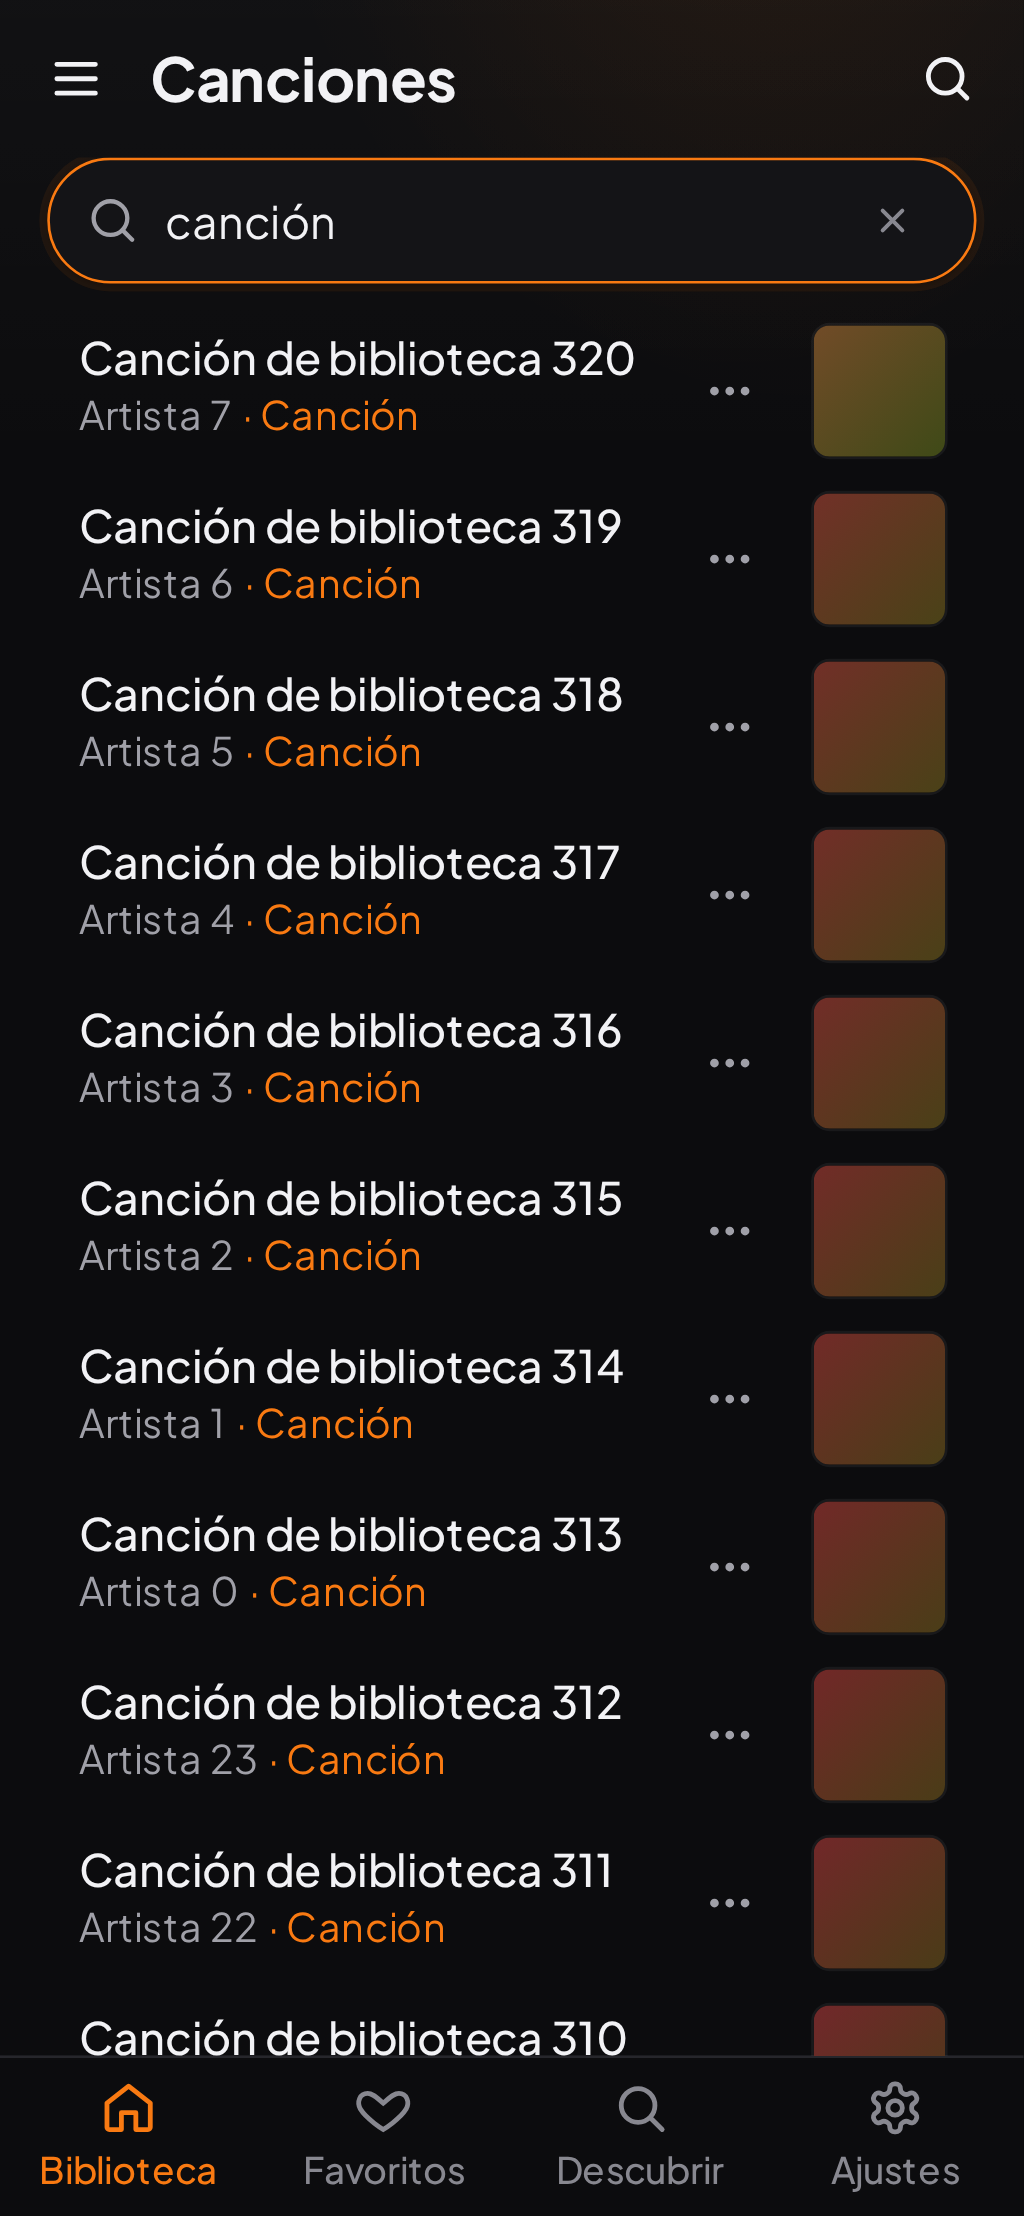 Canciones
canción
Canción de biblioteca 320
Artista 7 · Canción
Canción de biblioteca 319
Artista 6 · Canción
Canción de biblioteca 318
Artista 5 · Canción
Canción de biblioteca 317
Artista 4 · Canción
Canción de biblioteca 316
Artista 3 · Canción
Canción de biblioteca 315
Artista 2 · Canción
Canción de biblioteca 314
Artista 1 · Canción
Canción de biblioteca 313
Artista 0 · Canción
Canción de biblioteca 312
Artista 23 · Canción
Canción de biblioteca 311
Artista 22 · Canción
Canción de biblioteca 310
Biblioteca Favoritos Descubrir Ajustes